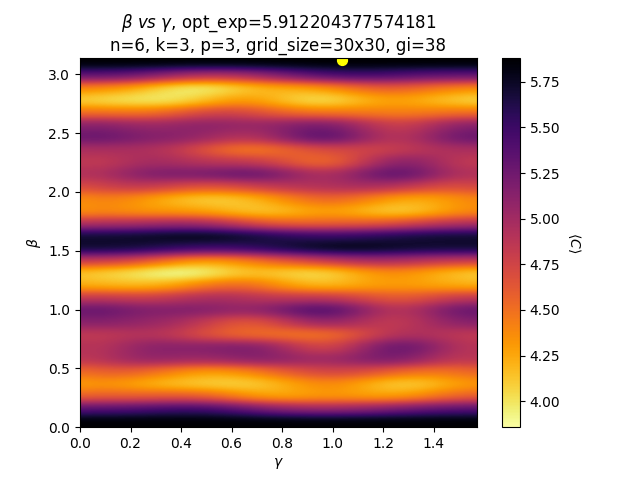 β vs γ, opt_exp=5.912204377574181
n=6, k=3, p=3, grid_size=30x30, gi=38
3.0
2.5
2.0
1.5
1.0
0.5
0.0
β
0.0 0.2 0.4 0.6 0.8 1.0 1.2 1.4
γ
5.75
5.50
5.25
5.00
4.75
4.50
4.25
4.00
⟨C⟩